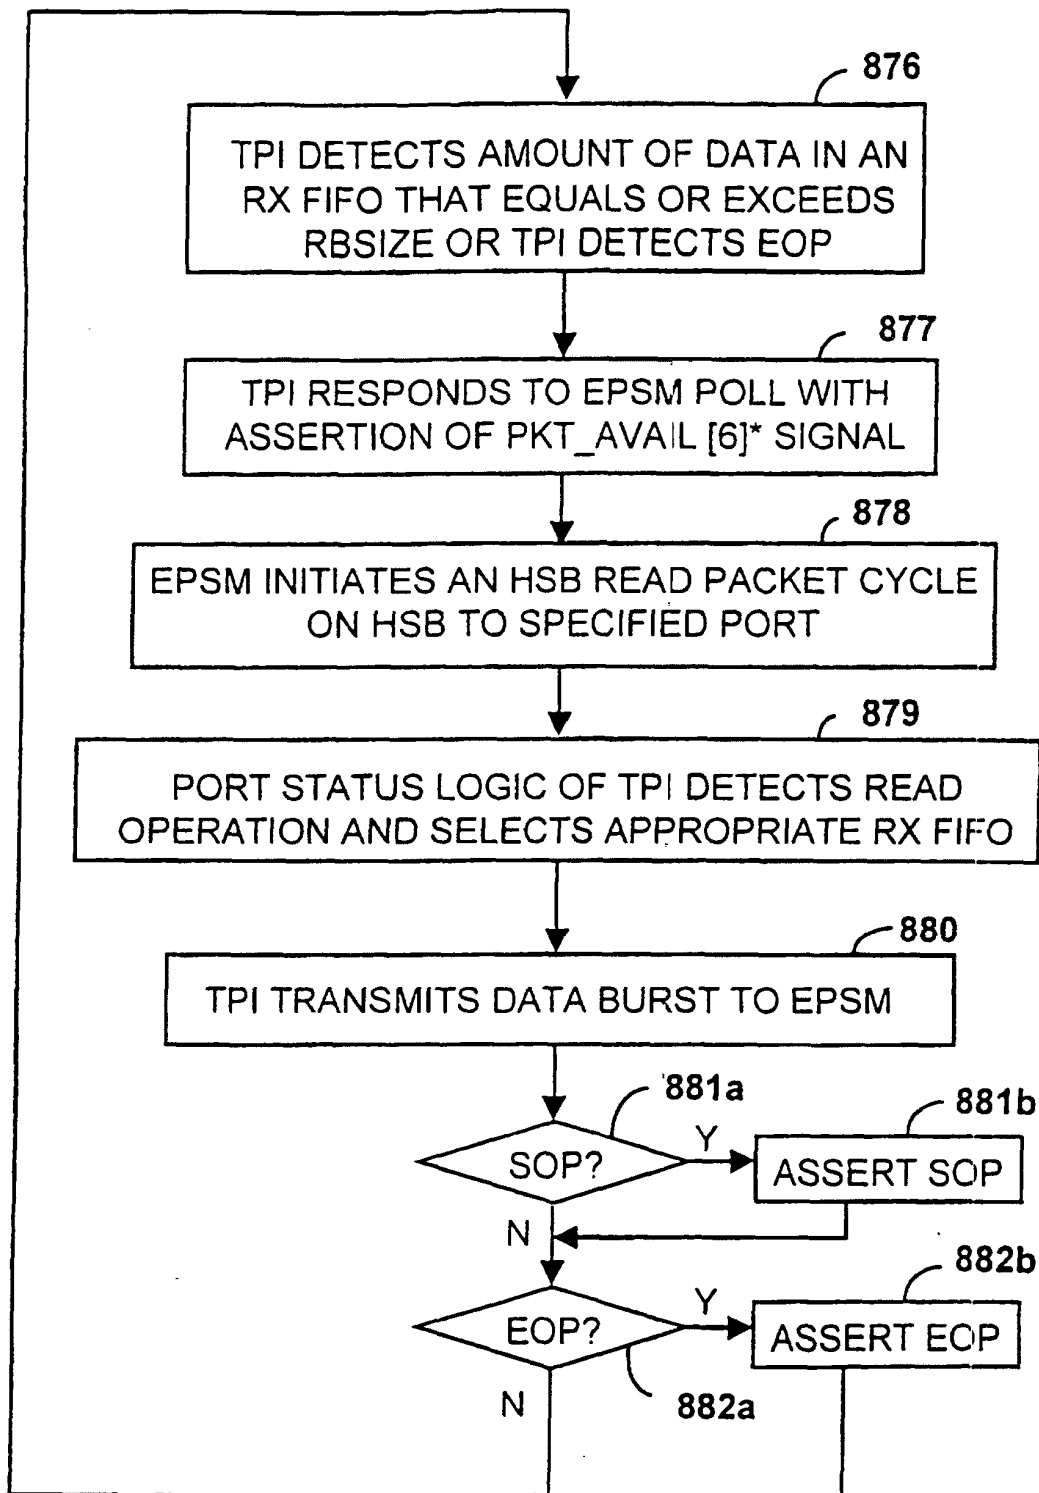 876
TPI DETECTS AMOUNT OF DATA IN AN
RX FIFO THAT EQUALS OR EXCEEDS
RBSIZE OR TPI DETECTS EOP
877
TPI RESPONDS TO EPSM POLL WITH
ASSERTION OF PKT_AVAIL [6]* SIGNAL
878
EPSM INITIATES AN HSB READ PACKET CYCLE
ON HSB TO SPECIFIED PORT
879
PORT STATUS LOGIC OF TPI DETECTS READ
OPERATION AND SELECTS APPROPRIATE RX FIFO
880
TPI TRANSMITS DATA BURST TO EPSM
881a
881b
SOP?
Y
ASSERT SOP
N
882b
EOP?
Y
ASSERT EOP
N
882a